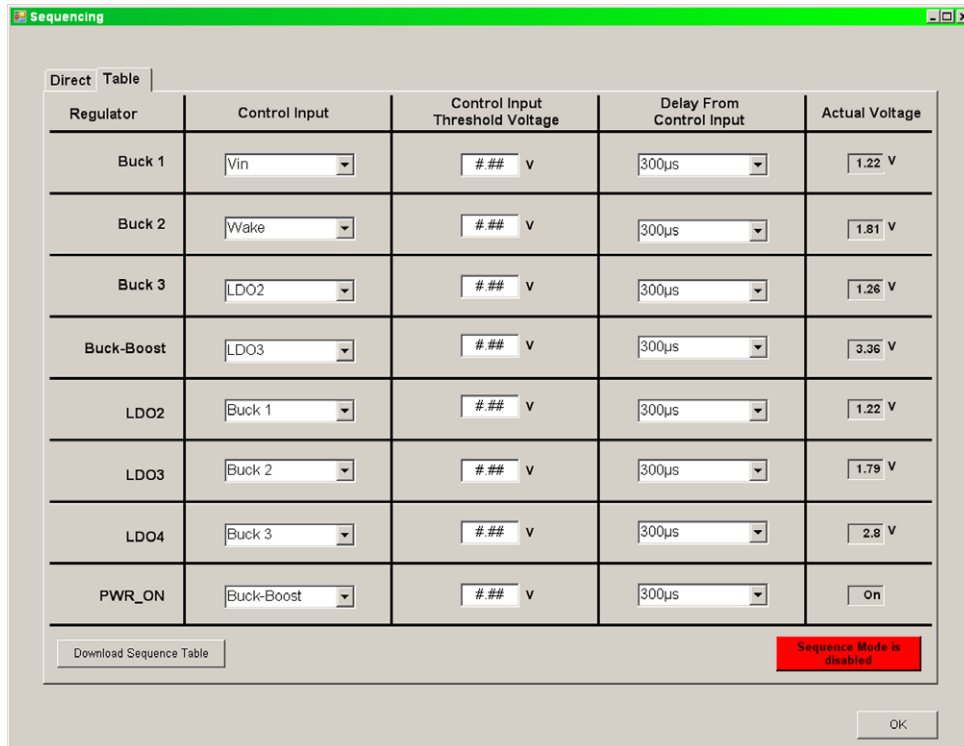 Sequencing
Direct Table
Regulator Control Input Control Input Threshold Voltage Delay From Control Input Actual Voltage
Buck 1 Vin #.## V 300µs 1.22 V
Buck 2 Wake #.## V 300µs 1.81 V
Buck 3 LDO2 #.## V 300µs 1.26 V
Buck-Boost LDO3 #.## V 300µs 3.36 V
LDO2 Buck 1 #.## V 300µs 1.22 V
LDO3 Buck 2 #.## V 300µs 1.79 V
LDO4 Buck 3 #.## V 300µs 2.8 V
PWR_ON Buck-Boost #.## V 300µs On
Download Sequence Table
Sequence Mode is
disabled
OK